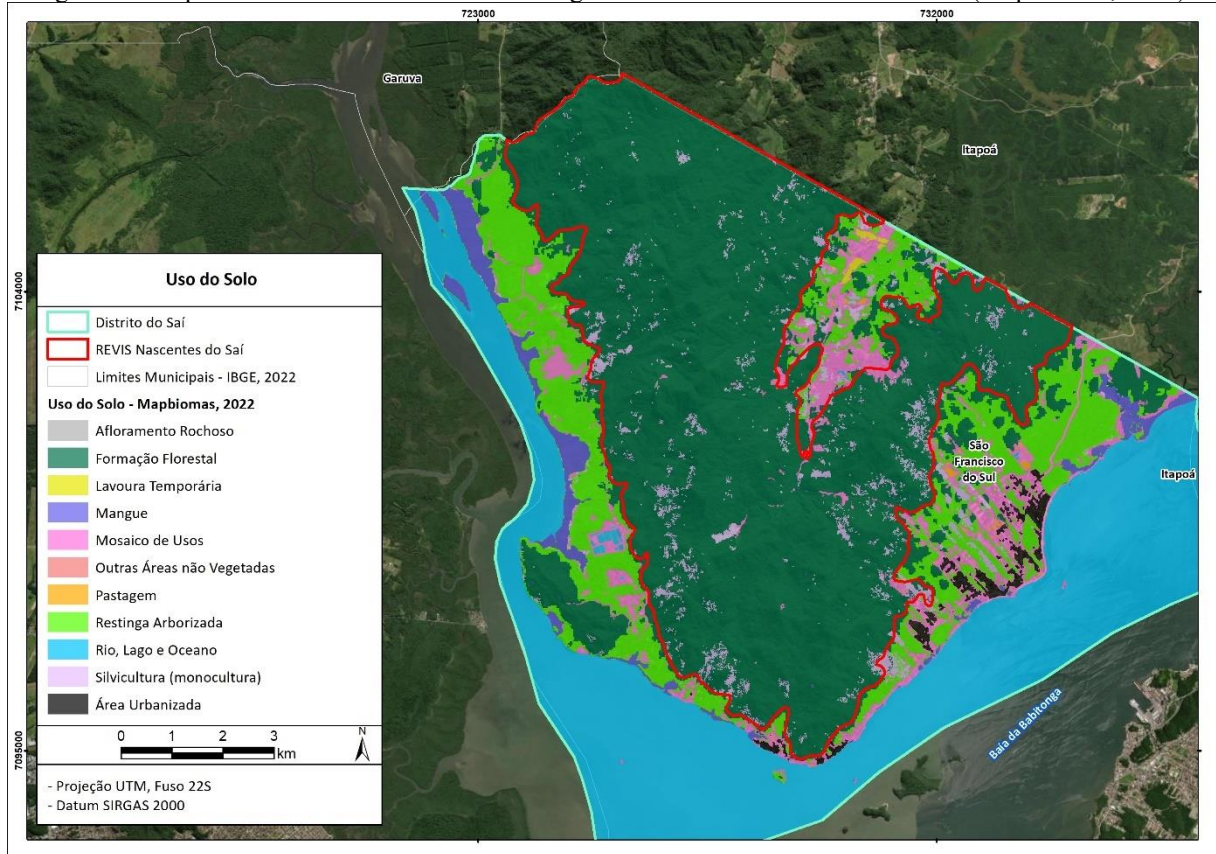 723000
732000
Garuva
Itapoá
7104000
Uso do Solo
Distrito do Saí
REVIS Nascentes do Saí
Limites Municipais - IBGE, 2022
Uso do Solo - Mapbiomas, 2022
Afloramento Rochoso
Formação Florestal
Lavoura Temporária
Mangue
Mosaico de Usos
Outras Áreas não Vegetadas
Pastagem
Restinga Arborizada
Rio, Lago e Oceano
Silvicultura (monocultura)
Área Urbanizada
São
Francisco
do Sul
Itapoá
Baía da Babitonga
7095000
0 1 2 3
km
N
- Projeção UTM, Fuso 22S
- Datum SIRGAS 2000